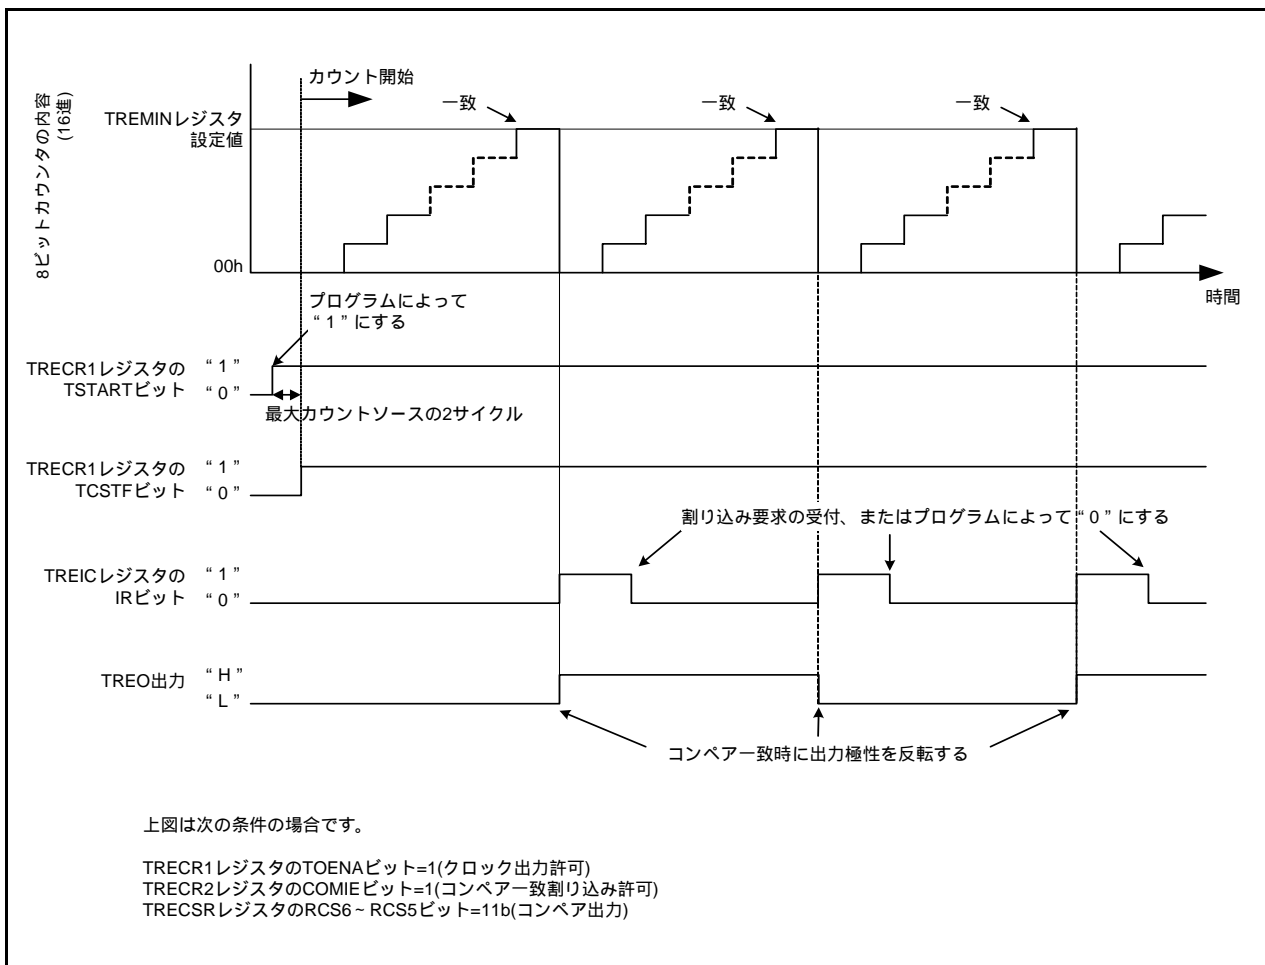 8ビットカウンタの内容
(16進)
カウント開始
一致
一致
一致
TREMINレジスタ
設定値
00h
時間
プログラムによって
“1”にする
TRECR1レジスタの
TSTARTビット
“1”
“0”
最大カウントソースの2サイクル
TRECR1レジスタの
TCSTFビット
“1”
“0”
割り込み要求の受付、またはプログラムによって“0”にする
TREICレジスタの
IRビット
“1”
“0”
TREO出力
“H”
“L”
コンペア一致時に出力極性を反転する
上図は次の条件の場合です。
TRECR1レジスタのTOENAビット=1(クロック出力許可)
TRECR2レジスタのCOMIEビット=1(コンペア一致割り込み許可)
TRECSRレジスタのRCS6~RCS5ビット=11b(コンペア出力)